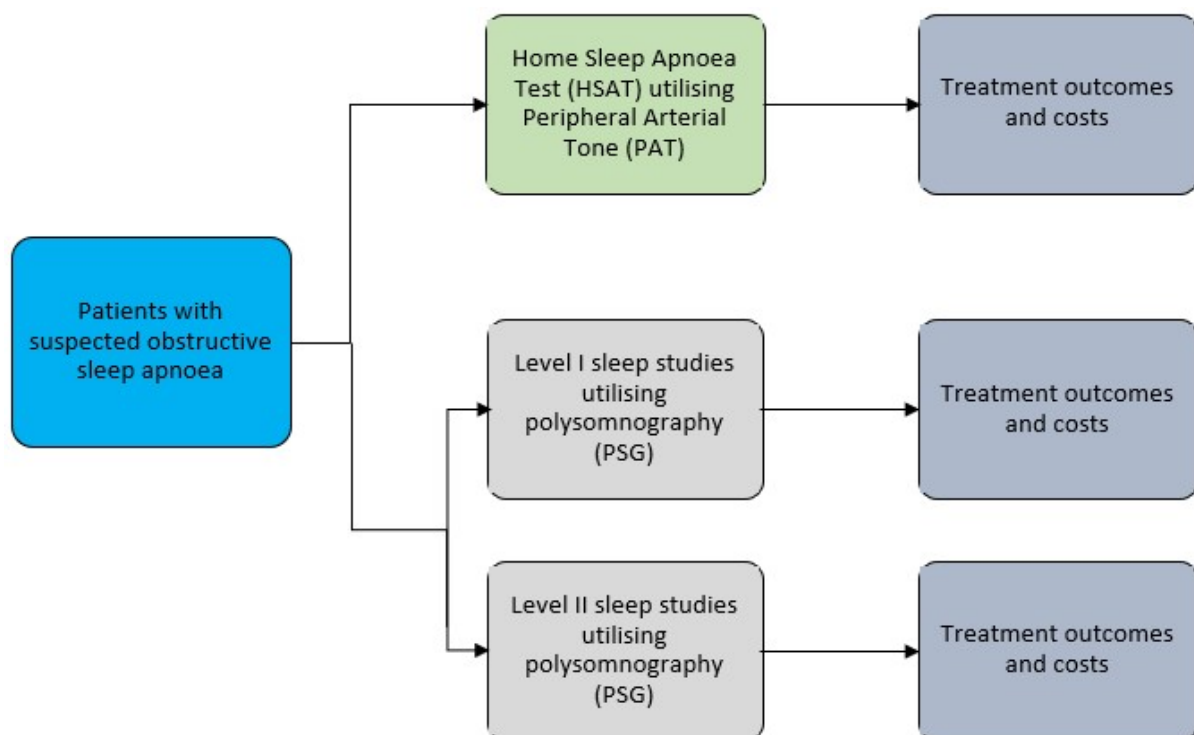 Home Sleep Apnoea
Test (HSAT) utilising
Peripheral Arterial
Tone (PAT)
Treatment outcomes
and costs
Patients with
suspected obstructive
sleep apnoea
Level I sleep studies
utilising
polysomnography
(PSG)
Treatment outcomes
and costs
Level II sleep studies
utilising
polysomnography
(PSG)
Treatment outcomes
and costs